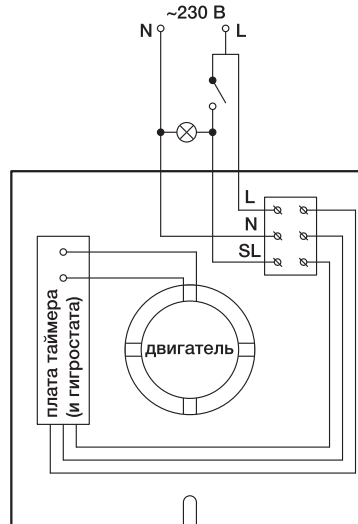 ~230 В
N
L
L
N
SL
плата таймера
(и гигростата)
двигатель